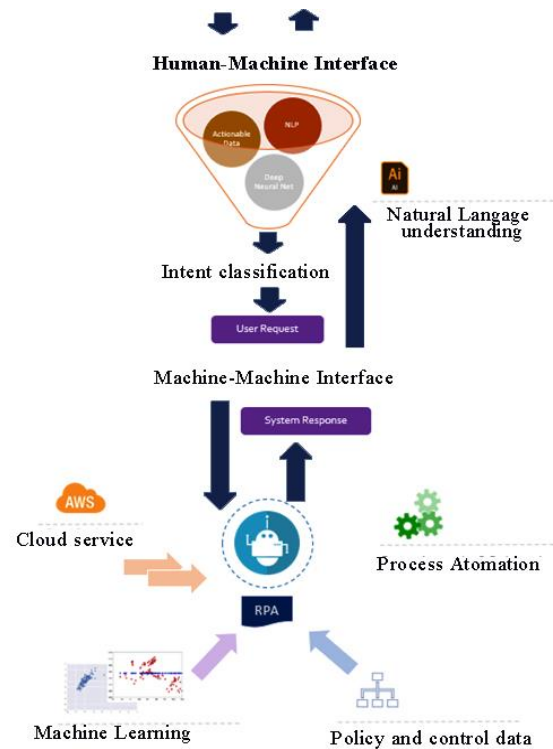 Human-Machine Interface
Actionable
Data
NLP
Deep
Neural Net
Ai
AI
Natural Langage
understanding
Intent classification
User Request
Machine-Machine Interface
System Response
AWS
Cloud service
Process Atomation
RPA
Machine Learning
Policy and control data